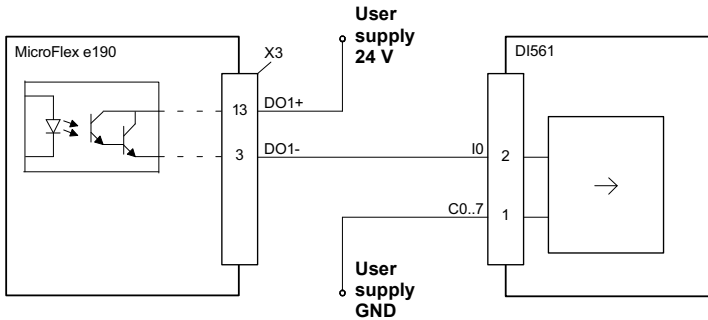 User
supply
24 V
MicroFlex e190
X3
DI561
13
DO1+
3
DO1-
I0
2
C0..7
1
User
supply
GND